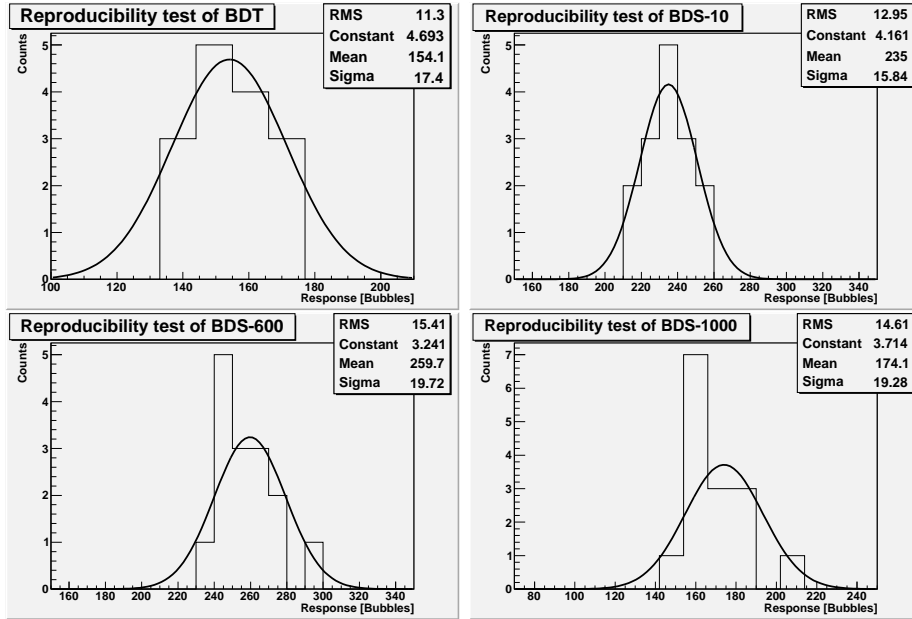 Reproducibility test of BDT
RMS 11.3
Constant 4.693
Mean 154.1
Sigma 17.4
Counts
5
4
3
2
1
0
100 120 140 160 180 200
Response [Bubbles]
Reproducibility test of BDS-10
RMS 12.95
Constant 4.161
Mean 235
Sigma 15.84
Counts
5
4
3
2
1
0
160 180 200 220 240 260 280 300 320 340
Response [Bubbles]
Reproducibility test of BDS-600
RMS 15.41
Constant 3.241
Mean 259.7
Sigma 19.72
Counts
5
4
3
2
1
0
160 180 200 220 240 260 280 300 320 340
Response [Bubbles]
Reproducibility test of BDS-1000
RMS 14.61
Constant 3.714
Mean 174.1
Sigma 19.28
Counts
7
6
5
4
3
2
1
0
80 100 120 140 160 180 200 220 240
Response [Bubbles]